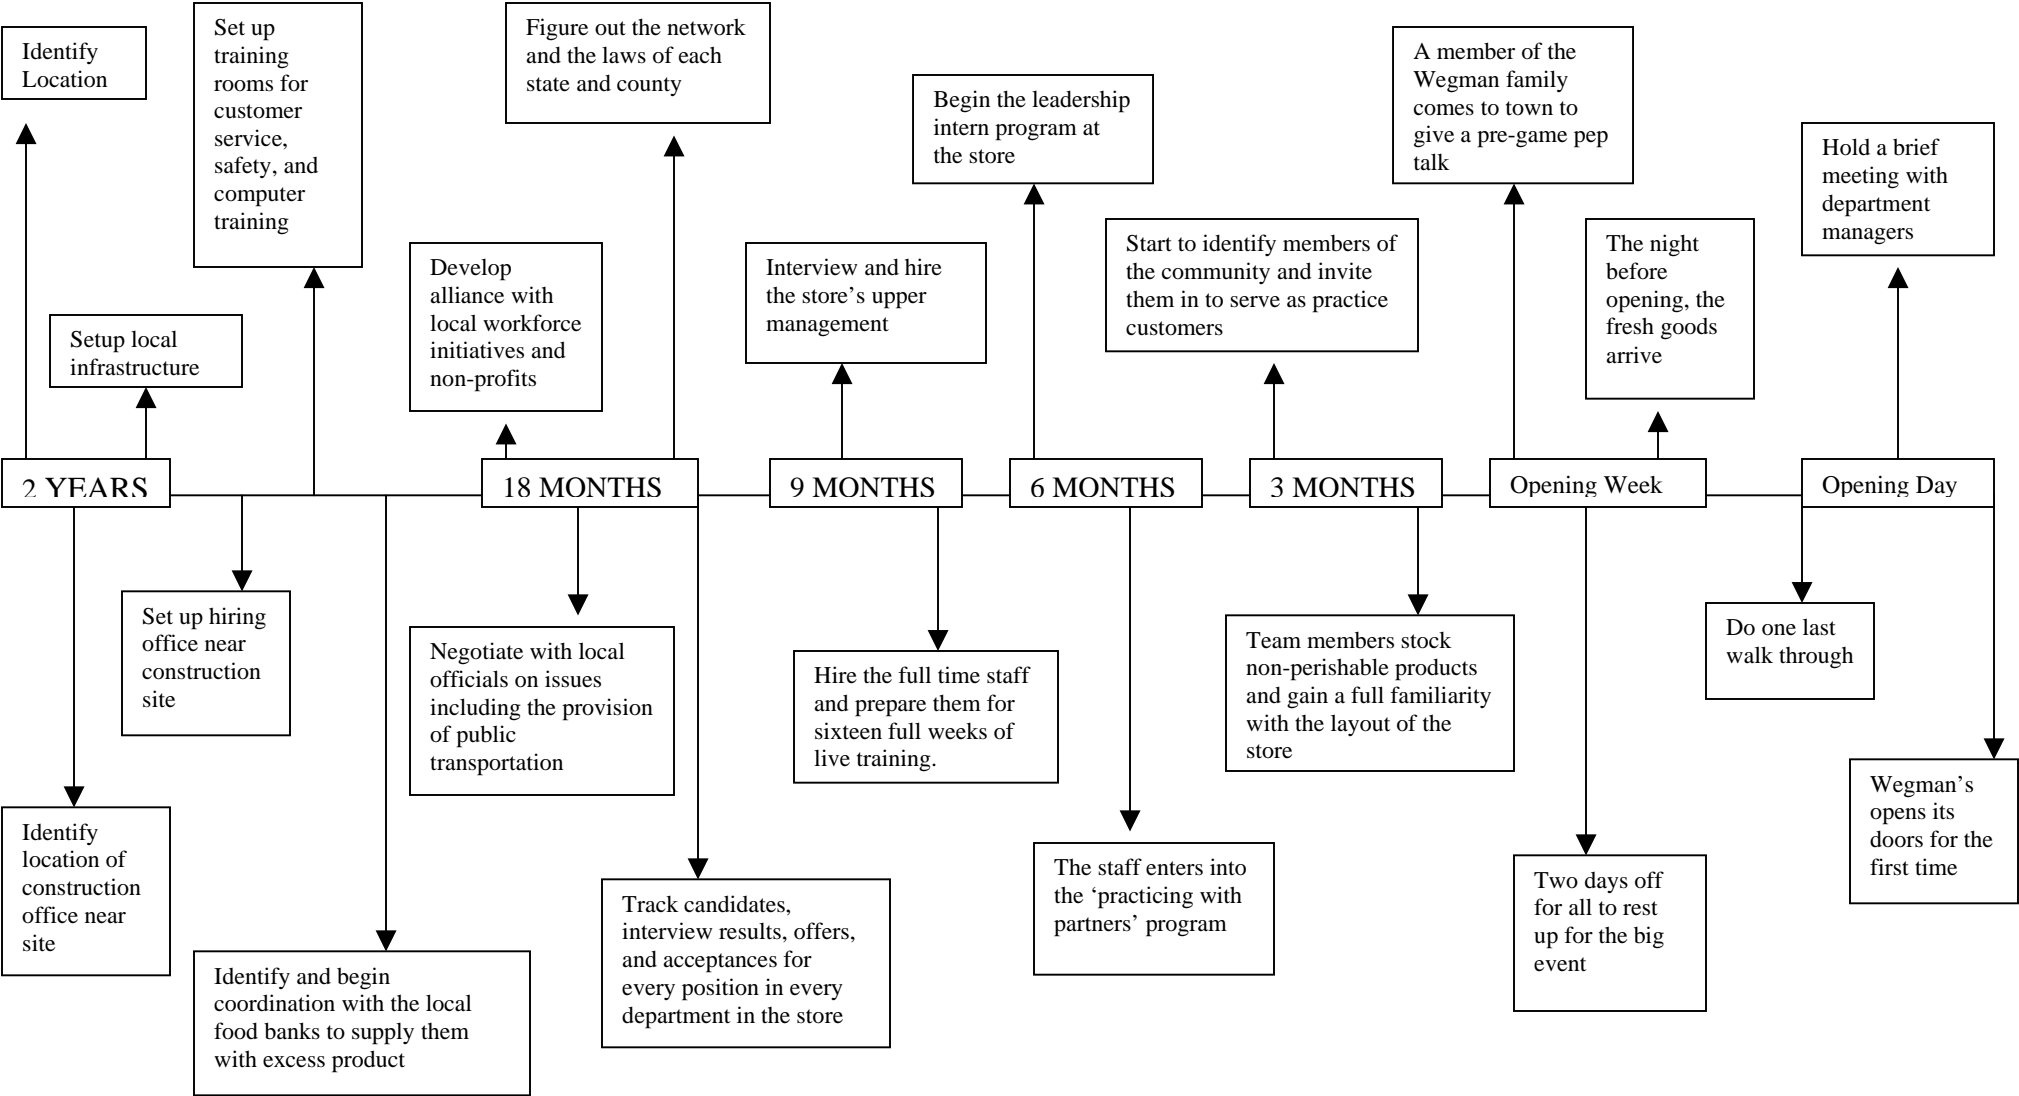 Identify
Location
Set up
training
rooms for
customer
service,
safety, and
computer
training
Figure out the network
and the laws of each
state and county
A member of the
Wegman family
comes to town to
give a pre-game pep
talk
Begin the leadership
intern program at
the store
Hold a brief
meeting with
department
managers
Setup local
infrastructure
Develop
alliance with
local workforce
initiatives and
non-profits
Interview and hire
the store’s upper
management
Start to identify members of
the community and invite
them in to serve as practice
customers
The night
before
opening, the
fresh goods
arrive
2 YEARS
18 MONTHS
9 MONTHS
6 MONTHS
3 MONTHS
Opening Week
Opening Day
Set up hiring
office near
construction
site
Negotiate with local
officials on issues
including the provision
of public
transportation
Hire the full time staff
and prepare them for
sixteen full weeks of
live training.
Team members stock
non-perishable products
and gain a full familiarity
with the layout of the
store
Do one last
walk through
Identify
location of
construction
office near
site
Wegman’s
opens its
doors for the
first time
Identify and begin
coordination with the local
food banks to supply them
with excess product
Track candidates,
interview results, offers,
and acceptances for
every position in every
department in the store
The staff enters into
the ‘practicing with
partners’ program
Two days off
for all to rest
up for the big
event